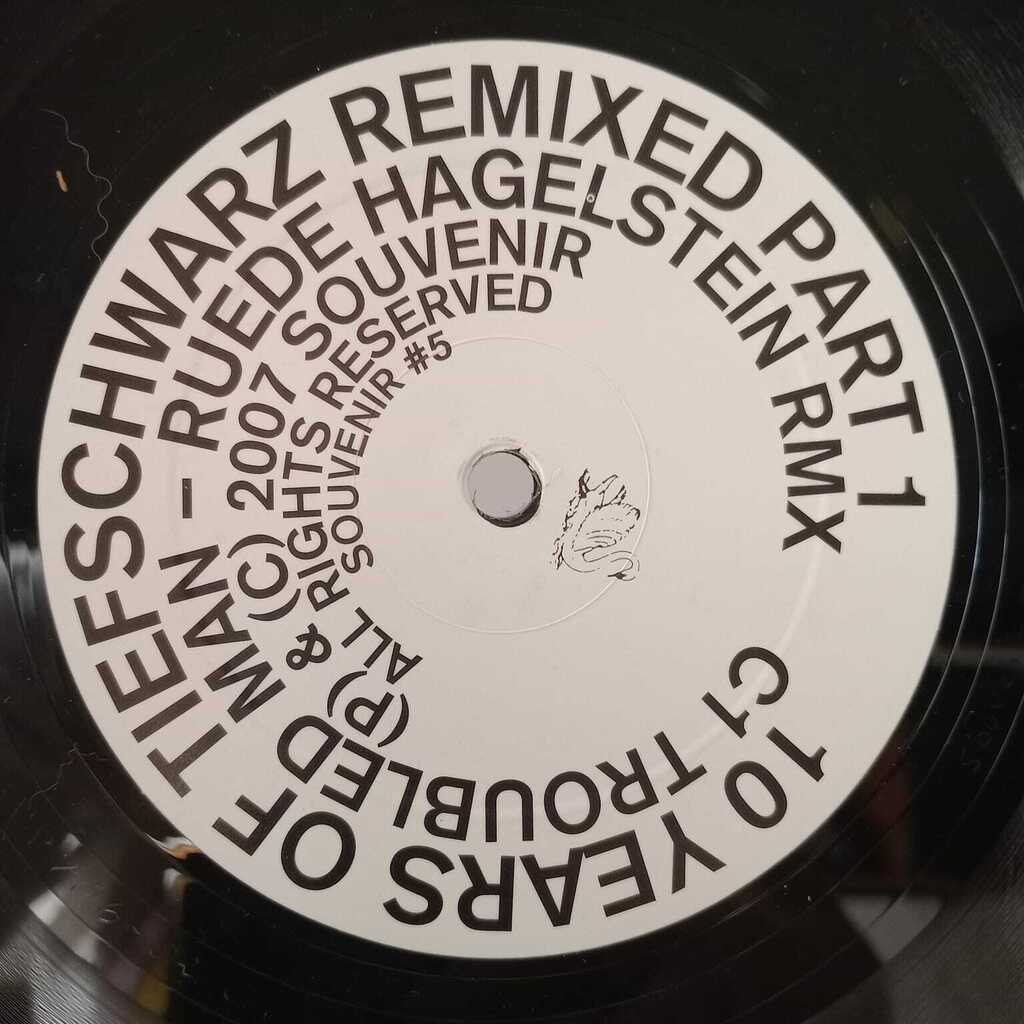 10 YEARS OF TIEFSCHWARZ REMIXED PART 1
C1 TROUBLED MAN – RUEDE HAGELSTEIN RMX
(P) & (C) 2007 SOUVENIR
ALL RIGHTS RESERVED
SOUVENIR #5